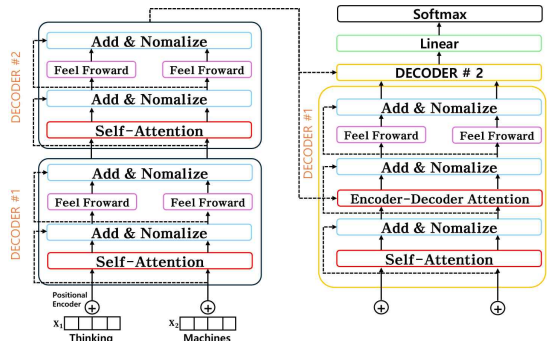 DECODER #2
Add & Nomalize
Feel Froward
Feel Froward
Add & Nomalize
Self-Attention
DECODER #1
Add & Nomalize
Feel Froward
Feel Froward
Add & Nomalize
Self-Attention
Positional
Encoder
X1
X2
Thinking
Machines
Softmax
Linear
DECODER # 2
DECODER #1
Add & Nomalize
Feel Froward
Feel Froward
Add & Nomalize
Encoder-Decoder Attention
Add & Nomalize
Self-Attention